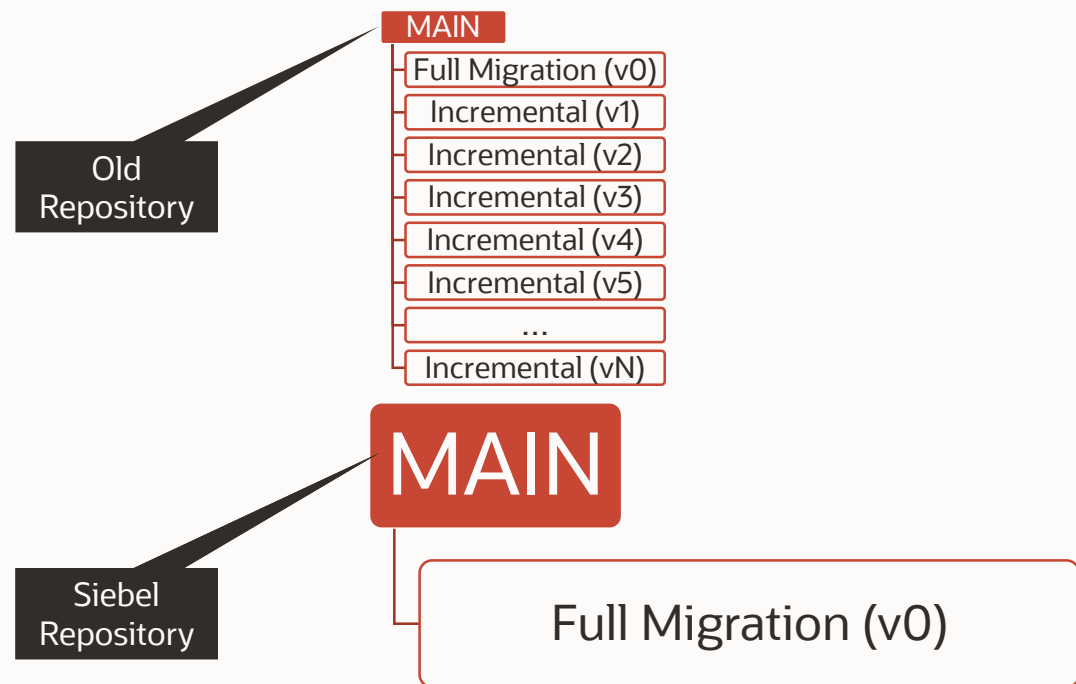 MAIN
Full Migration (v0)
Incremental (v1)
Old
Repository
Incremental (v2)
Incremental (v3)
Incremental (v4)
Incremental (v5)
...
Incremental (vN)
MAIN
Siebel
Repository
Full Migration (v0)